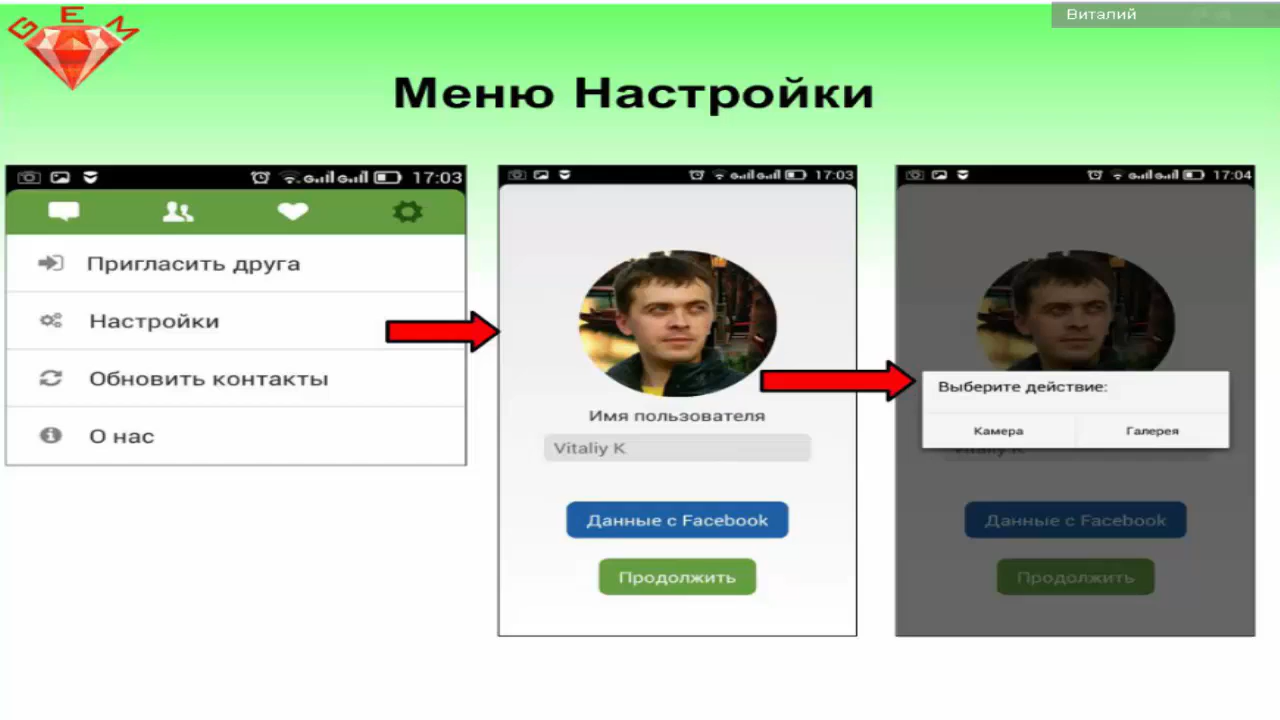 GEM
Виталий
Меню Настройки
17:03
Пригласить друга
Настройки
Обновить контакты
О нас
17:03
Имя пользователя
Vitaliy K
Данные с Facebook
Продолжить
17:04
Выберите действие:
Камера
Галерея
Vitaliy K
Данные с Facebook
Продолжить